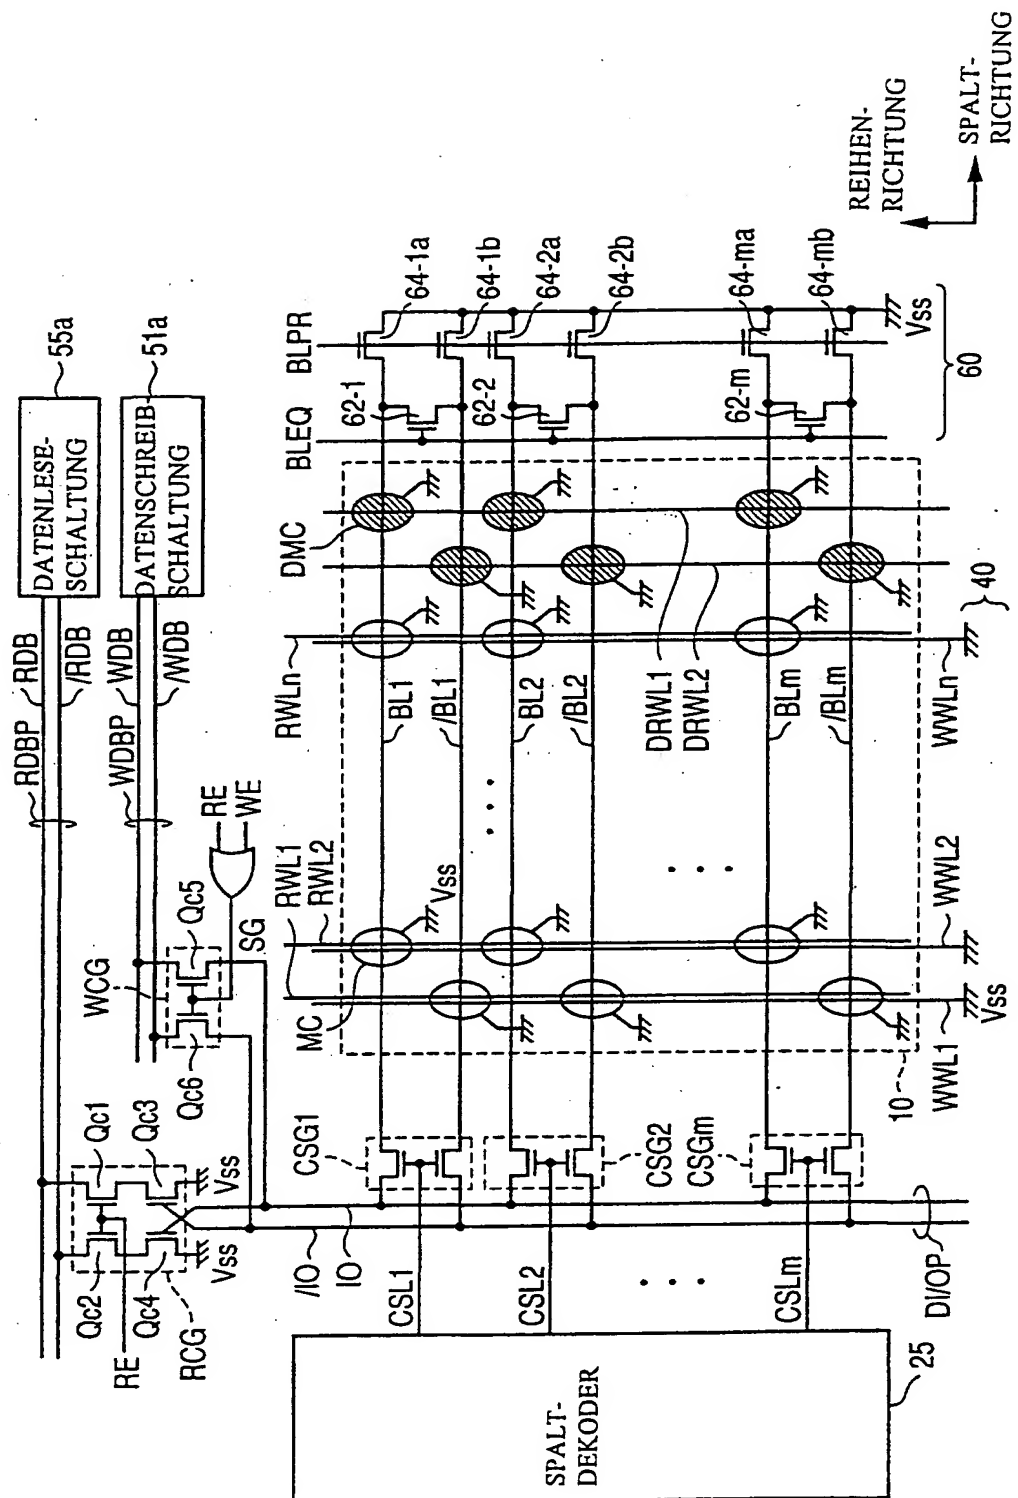 DATENLESE-
SCHALTUNG
55a
DATENSCHREIB-
SCHALTUNG
51a
RDBP
RDB
/RDB
WDBP
WDB
/WDB
RE
WE
SG
WCG
Qc5
Qc6
Qc1
Qc3
Qc2
Qc4
Vss
Vss
RE
RCG
/IO
IO
SPALT-
DEKODER
25
CSL1
CSL2
CSLm
DI/OP
CSG1
CSG2
CSGm
10
MC
RWL1
RWL2
Vss
WWL1
Vss
WWL2
RWLn
BL1
/BL1
BL2
/BL2
BLm
/BLm
DRWL1
DRWL2
WWLn
40
DMC
BLEQ
BLPR
62-1
62-2
62-m
64-1a
64-1b
64-2a
64-2b
64-ma
64-mb
Vss
60
REIHEN-
RICHTUNG
SPALT-
RICHTUNG